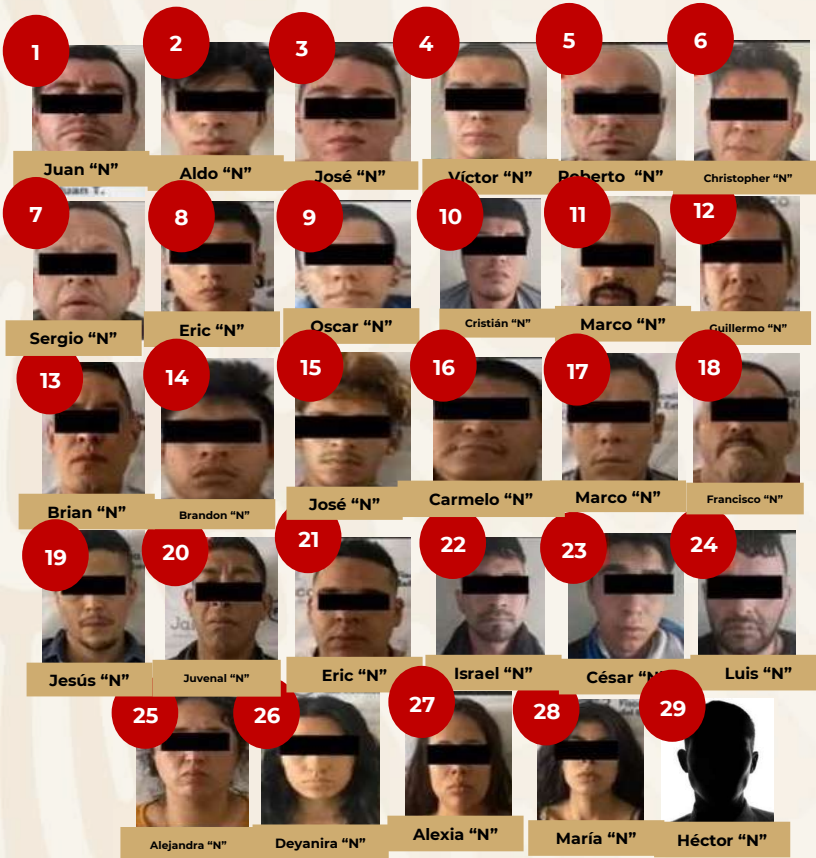 1
2
3
4
5
6
Juan “N”
Aldo “N”
José “N”
Víctor “N”
Roberto “N”
Christopher “N”
7
8
9
10
11
12
Sergio “N”
Eric “N”
Oscar “N”
Cristián “N”
Marco “N”
Guillermo “N”
13
14
15
16
17
18
Brian “N”
Brandon “N”
José “N”
Carmelo “N”
Marco “N”
Francisco “N”
19
20
21
22
23
24
Jesús “N”
Juvenal “N”
Eric “N”
Israel “N”
César “N”
Luis “N”
25
26
27
28
29
Alejandra “N”
Deyanira “N”
Alexia “N”
María “N”
Héctor “N”